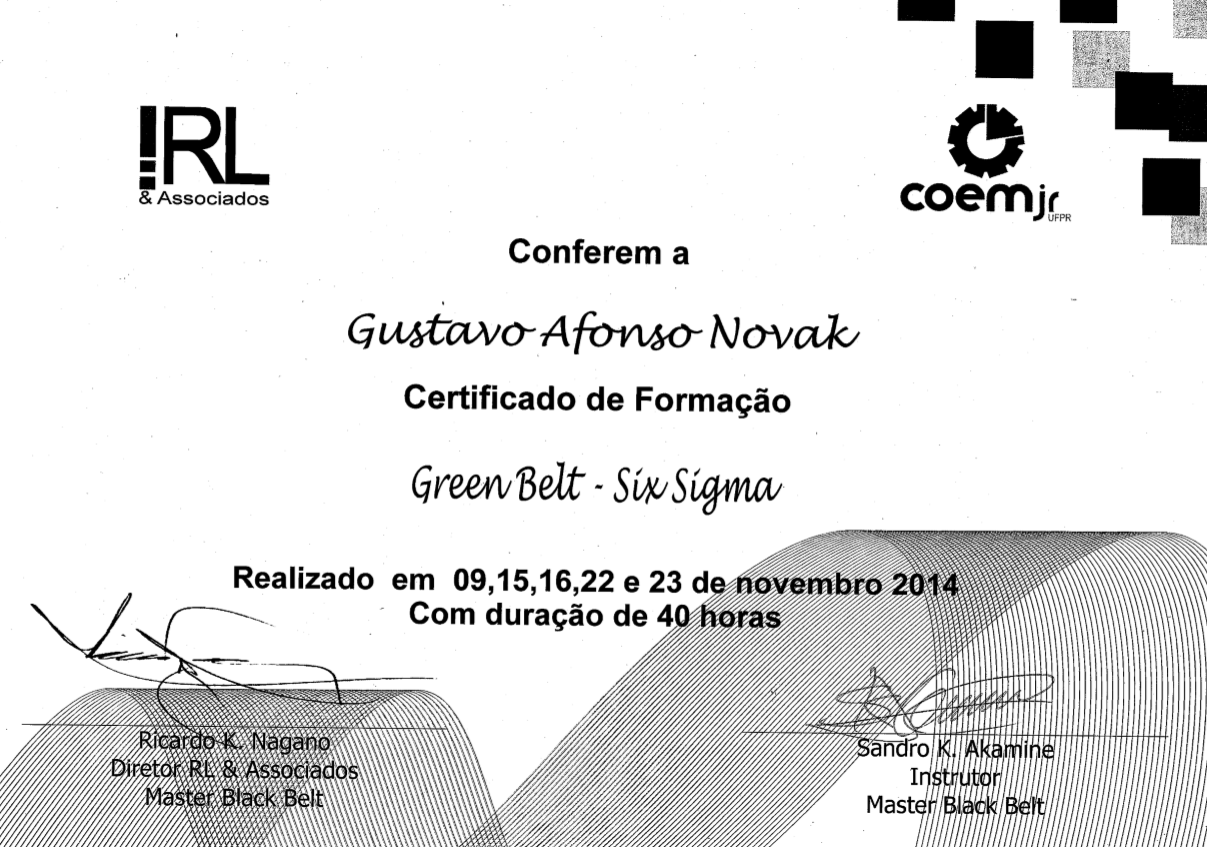 RL
& Associados
coemjr
UFPR
Conferem a
Gustavo Afonso Novak
Certificado de Formação
Green Belt - Six Sigma
Realizado em 09,15,16,22 e 23 de novembro 2014
Com duração de 40 horas
Ricardo K. Nagano
Diretor RL & Associados
Master Black Belt
Sandro K. Akamine
Instrutor
Master Black Belt